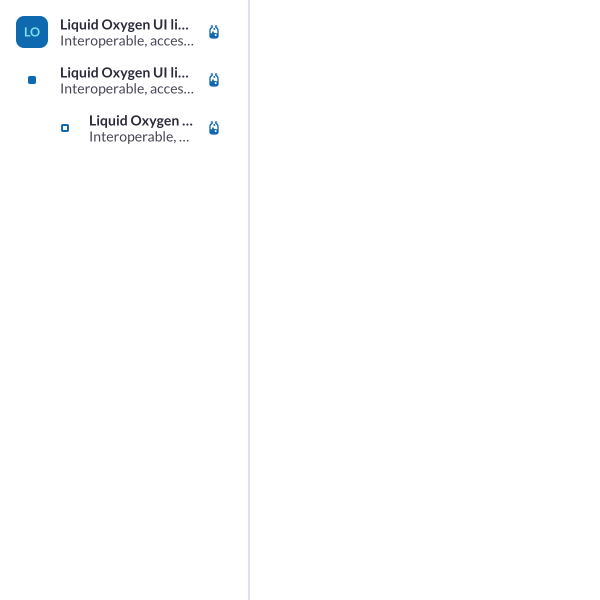 LO
Liquid Oxygen UI li...
Interoperable, acces...
Liquid Oxygen UI li...
Interoperable, acces...
Liquid Oxygen ...
Interoperable, ...